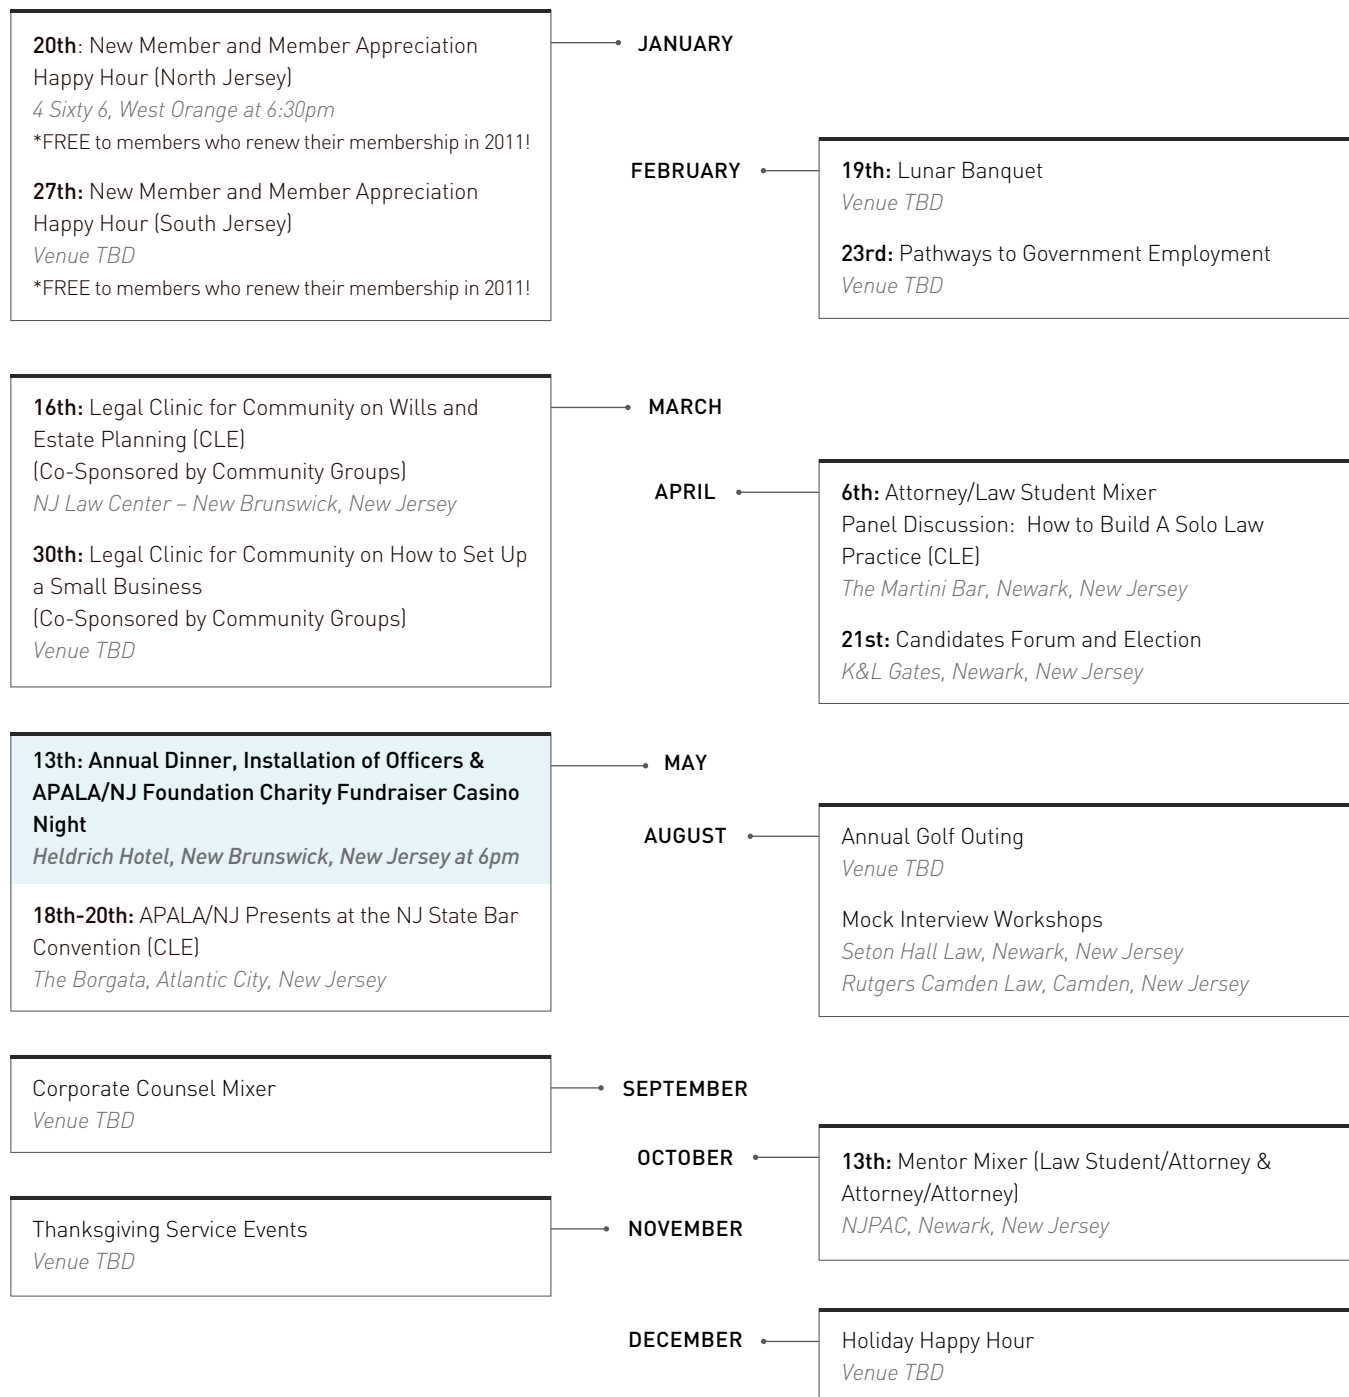 JANUARY
20th: New Member and Member Appreciation
Happy Hour (North Jersey)
4 Sixty 6, West Orange at 6:30pm
*FREE to members who renew their membership in 2011!
27th: New Member and Member Appreciation
Happy Hour (South Jersey)
Venue TBD
*FREE to members who renew their membership in 2011!
FEBRUARY
19th: Lunar Banquet
Venue TBD
23rd: Pathways to Government Employment
Venue TBD
MARCH
16th: Legal Clinic for Community on Wills and
Estate Planning (CLE)
(Co-Sponsored by Community Groups)
NJ Law Center – New Brunswick, New Jersey
30th: Legal Clinic for Community on How to Set Up
a Small Business
(Co-Sponsored by Community Groups)
Venue TBD
APRIL
6th: Attorney/Law Student Mixer
Panel Discussion: How to Build A Solo Law
Practice (CLE)
The Martini Bar, Newark, New Jersey
21st: Candidates Forum and Election
K&L Gates, Newark, New Jersey
MAY
13th: Annual Dinner, Installation of Officers &
APALA/NJ Foundation Charity Fundraiser Casino
Night
Heldrich Hotel, New Brunswick, New Jersey at 6pm
18th-20th: APALA/NJ Presents at the NJ State Bar
Convention (CLE)
The Borgata, Atlantic City, New Jersey
AUGUST
Annual Golf Outing
Venue TBD
Mock Interview Workshops
Seton Hall Law, Newark, New Jersey
Rutgers Camden Law, Camden, New Jersey
SEPTEMBER
Corporate Counsel Mixer
Venue TBD
OCTOBER
13th: Mentor Mixer (Law Student/Attorney &
Attorney/Attorney)
NJPAC, Newark, New Jersey
NOVEMBER
Thanksgiving Service Events
Venue TBD
DECEMBER
Holiday Happy Hour
Venue TBD